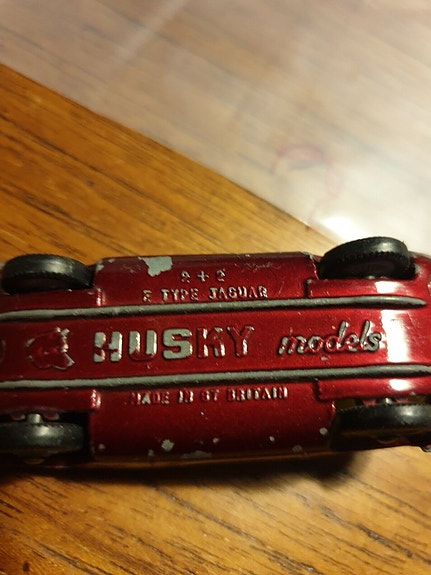 2 + 2
E TYPE JAGUAR
HUSKY models
MADE IN GT BRITAIN